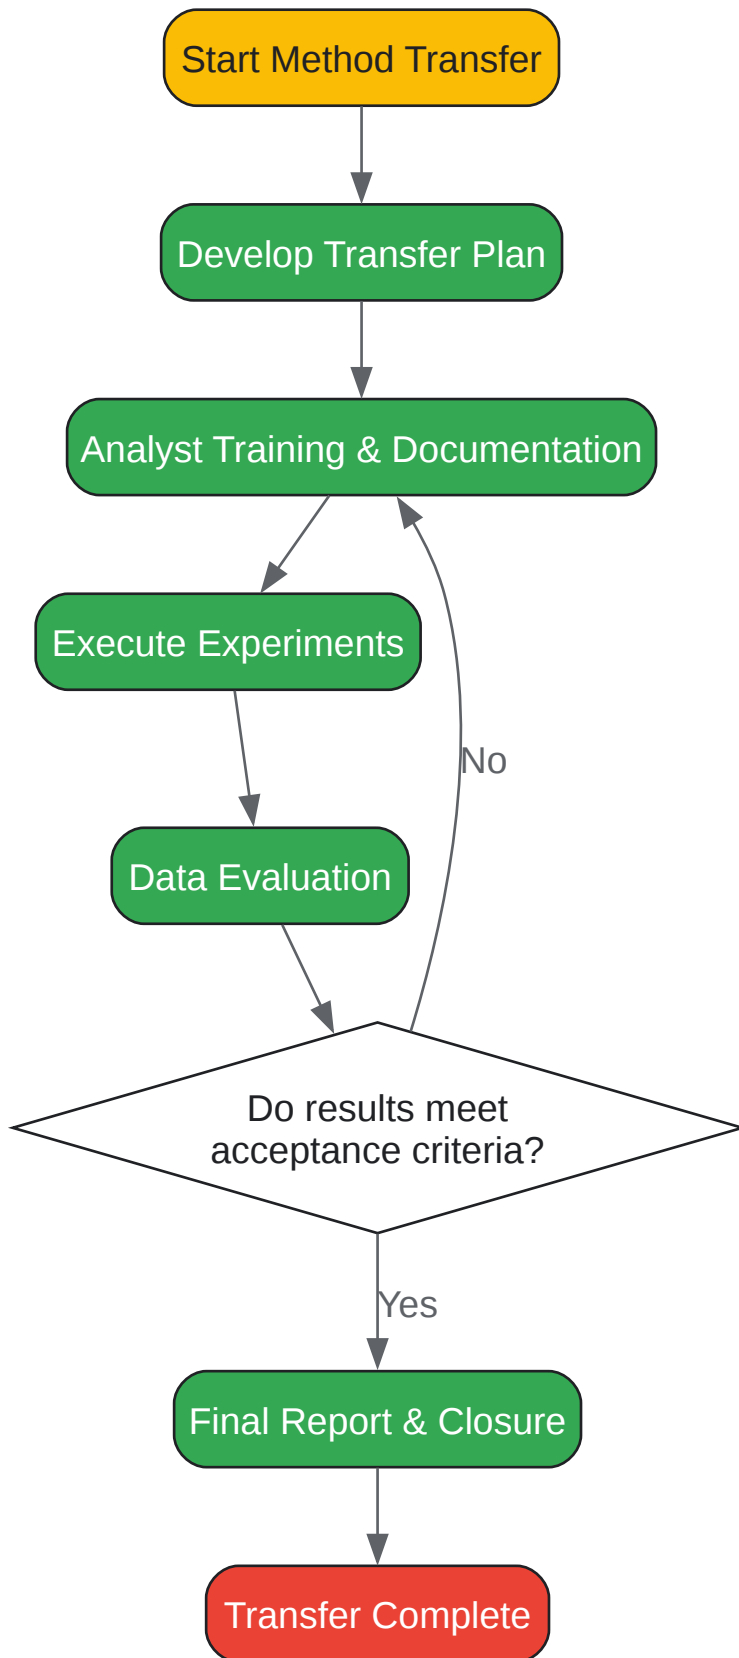 Start Method Transfer
Develop Transfer Plan
Analyst Training & Documentation
Execute Experiments
No
Data Evaluation
Do results meet
acceptance criteria?
Yes
Final Report & Closure
Transfer Complete